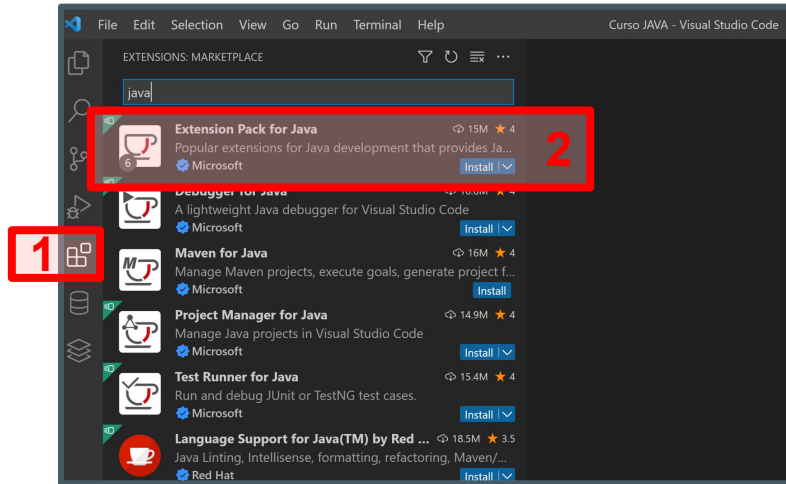 File Edit Selection View Go Run Terminal Help Curso JAVA - Visual Studio Code
EXTENSIONS: MARKETPLACE
java
Extension Pack for Java 15M 4
Popular extensions for Java development that provides Ja...
6
Microsoft Install
2
Debugger for Java 4
A lightweight Java debugger for Visual Studio Code
Microsoft Install
1
Maven for Java 16M 4
Manage Maven projects, execute goals, generate project f...
Microsoft Install
Project Manager for Java 14.9M 4
Manage Java projects in Visual Studio Code
Microsoft Install
Test Runner for Java 15.4M 4
Run and debug JUnit or TestNG test cases.
Microsoft Install
Language Support for Java(TM) by Red ... 18.5M 3.5
Java Linting, Intellisense, formatting, refactoring, Maven/...
Red Hat Install